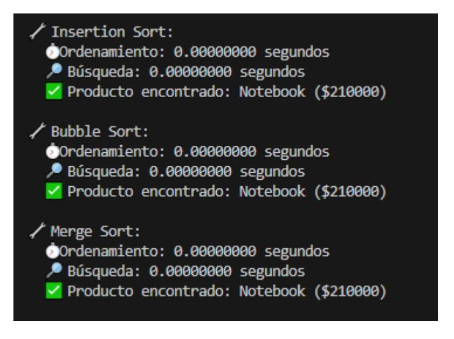 🔧 Insertion Sort:
⏱Ordenamiento: 0.00000000 segundos
🔎 Búsqueda: 0.00000000 segundos
✅ Producto encontrado: Notebook ($210000)
🔧 Bubble Sort:
⏱Ordenamiento: 0.00000000 segundos
🔎 Búsqueda: 0.00000000 segundos
✅ Producto encontrado: Notebook ($210000)
🔧 Merge Sort:
⏱Ordenamiento: 0.00000000 segundos
🔎 Búsqueda: 0.00000000 segundos
✅ Producto encontrado: Notebook ($210000)